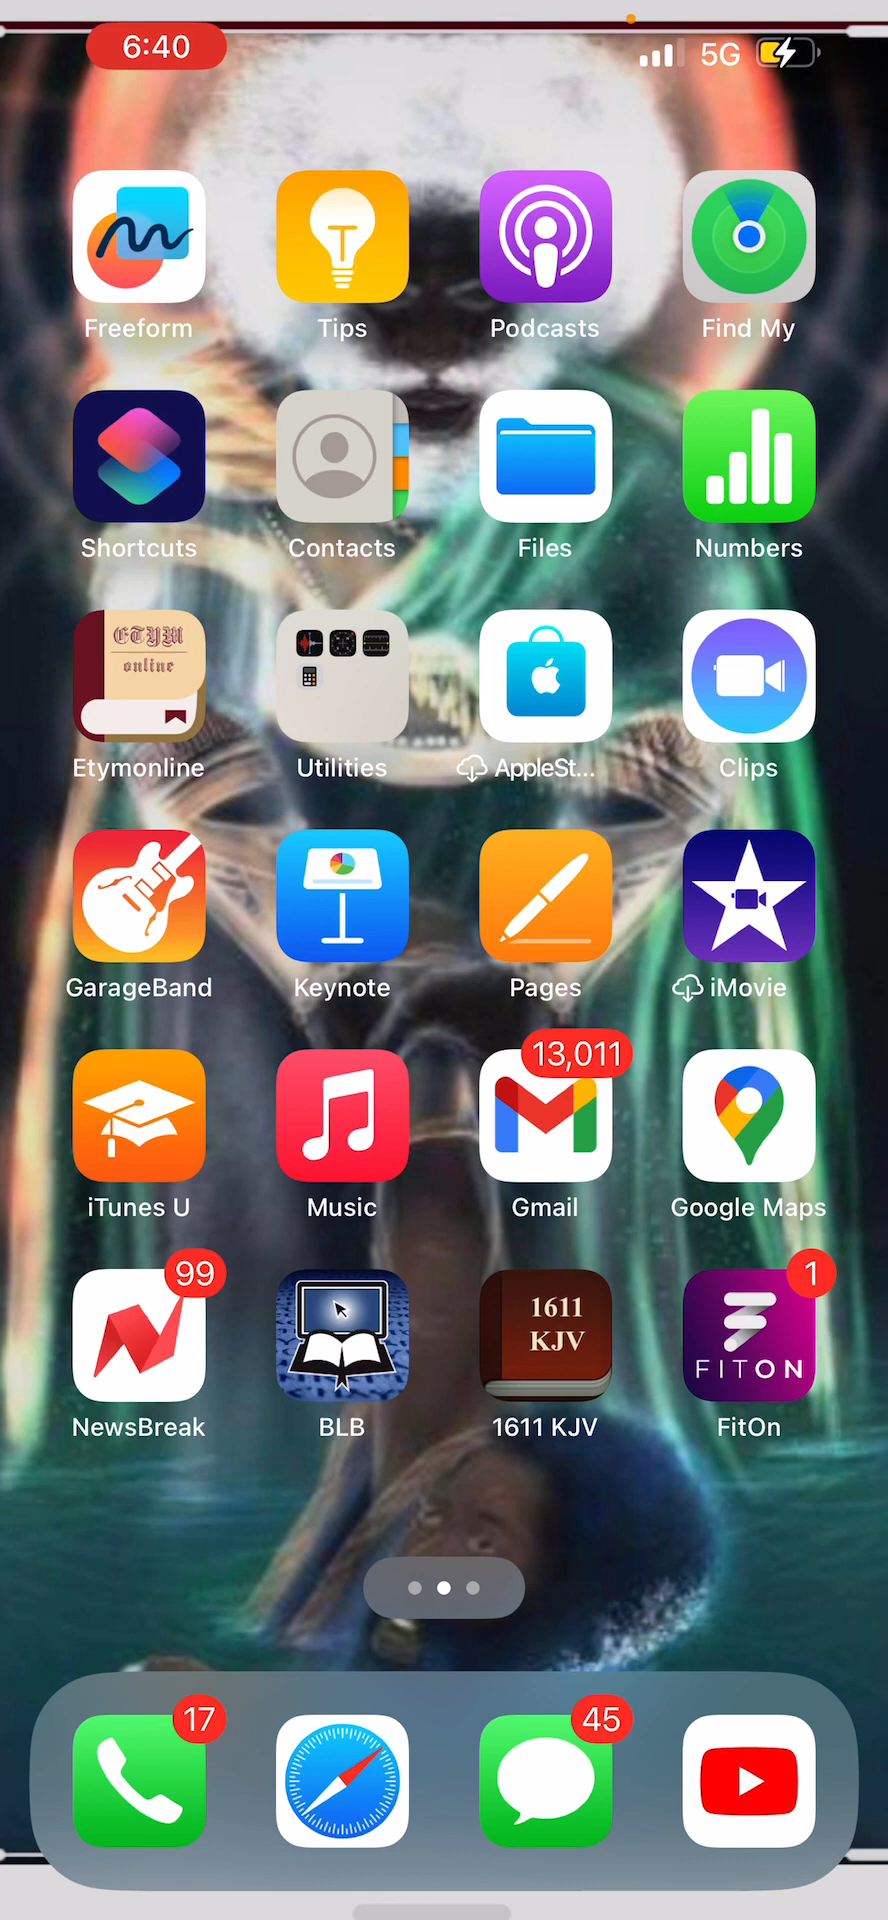 6:40
5G
Freeform
Tips
Podcasts
Find My
Shortcuts
Contacts
Files
Numbers
ETYM
online
Etymonline
Utilities
AppleSt...
Clips
GarageBand
Keynote
Pages
iMovie
13,011
iTunes U
Music
Gmail
Google Maps
99
1
1611
KJV
FITON
NewsBreak
BLB
1611 KJV
FitOn
17
45